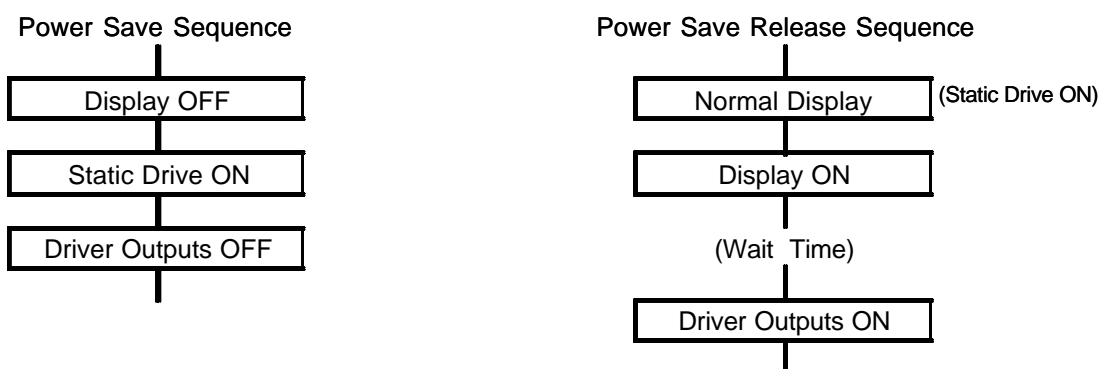 Power Save Sequence
Display OFF
Static Drive ON
Driver Outputs OFF
Power Save Release Sequence
Normal Display
(Static Drive ON)
Display ON
(Wait Time)
Driver Outputs ON